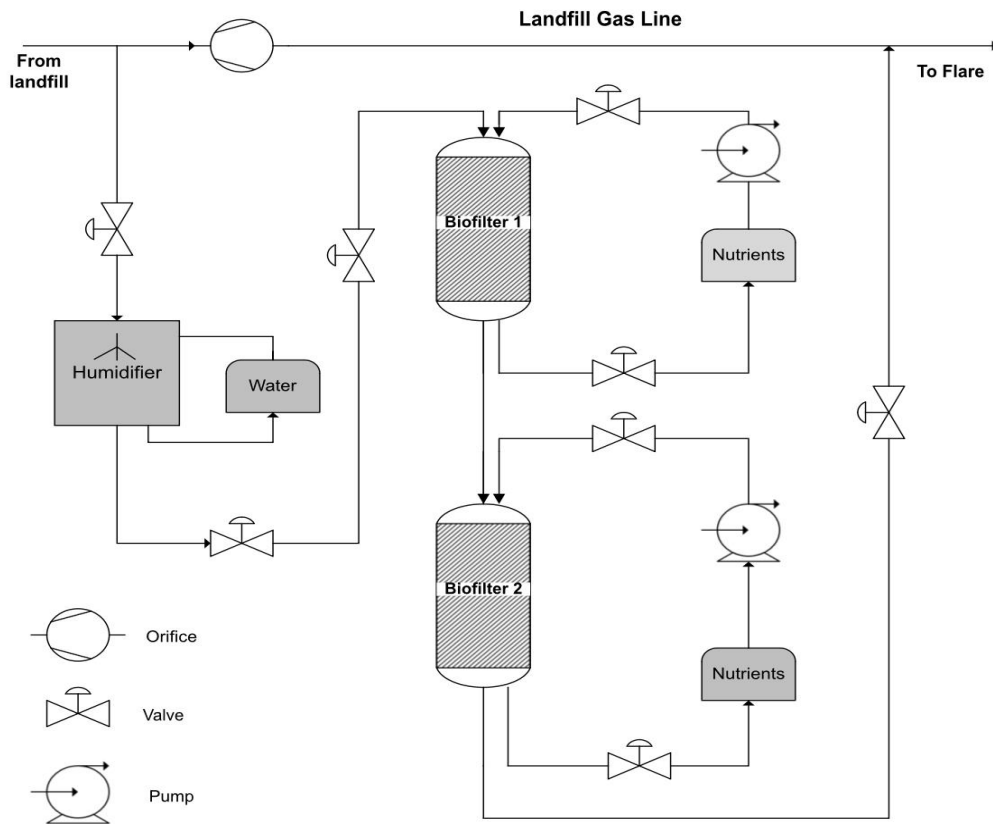 Landfill Gas Line
From
landfill
To Flare
Biofilter 1
Nutrients
Humidifier
Water
Biofilter 2
Nutrients
Orifice
Valve
Pump